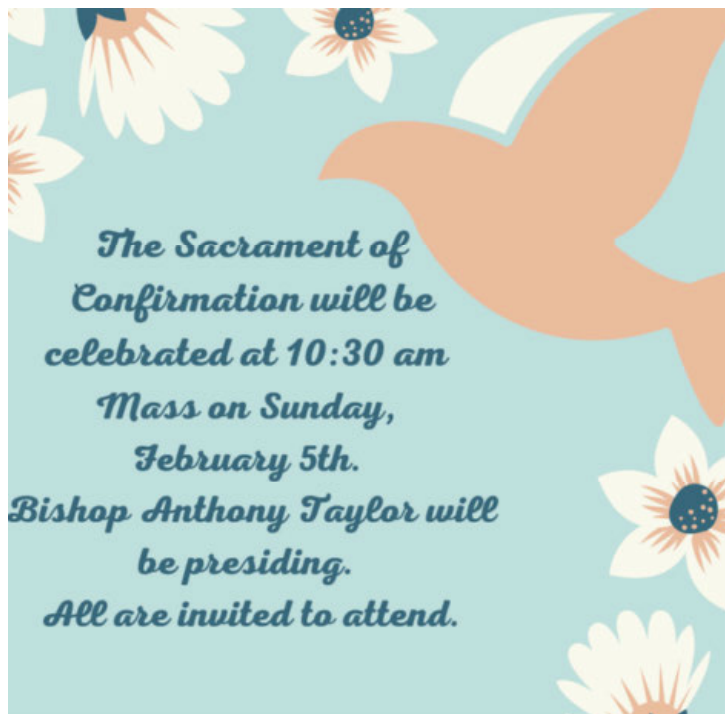 The Sacrament of
Confirmation will be
celebrated at 10:30 am
Mass on Sunday,
February 5th.
Bishop Anthony Taylor will
be presiding.
All are invited to attend.